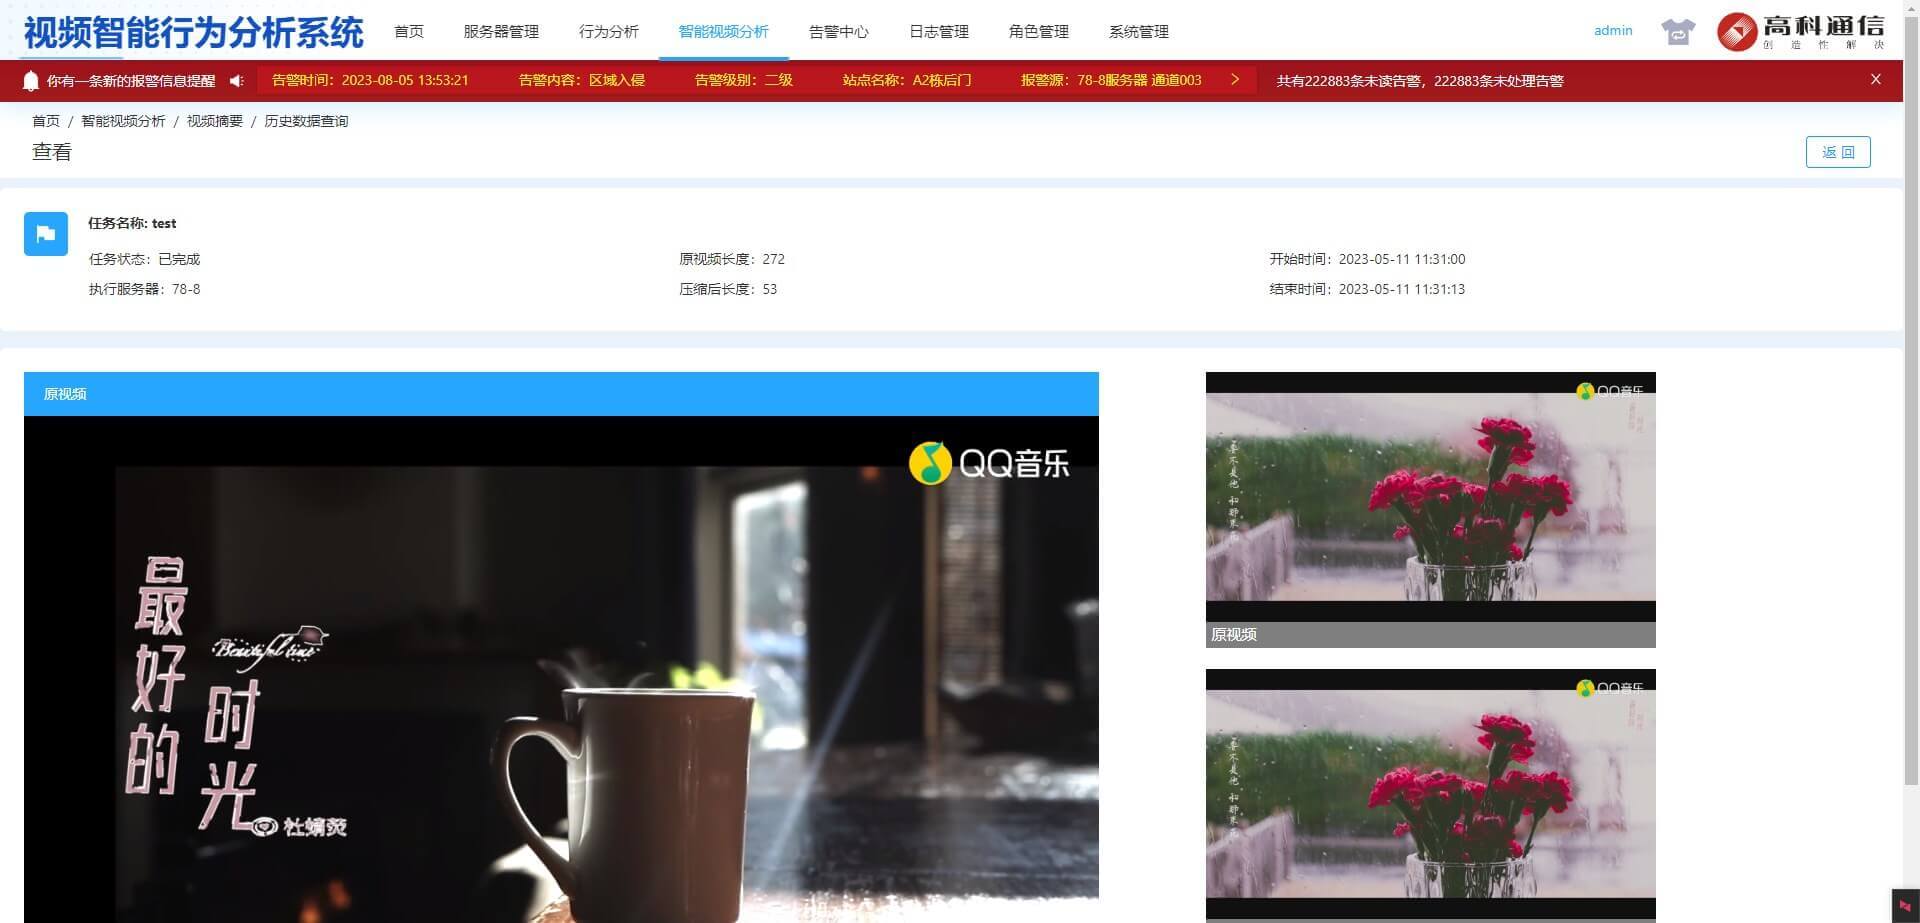 视频智能行为分析系统
首页 服务器管理 行为分析 智能视频分析 告警中心 日志管理 角色管理 系统管理
admin
高科通信
创造性解决
你有一条新的报警信息提醒
告警时间：2023-08-05 13:53:21 告警内容：区域入侵 告警级别：二级 站点名称：A2栋后门 报警源：78-8服务器 通道003
共有222883条未读告警，222883条未处理告警
首页 / 智能视频分析 / 视频摘要 / 历史数据查询
查看
返 回
任务名称: test
任务状态：已完成 原视频长度：272 开始时间：2023-05-11 11:31:00
执行服务器：78-8 压缩后长度：53 结束时间：2023-05-11 11:31:13
原视频
QQ音乐
最好的
Beautiful time
时光
QQ音乐
原视频
QQ音乐